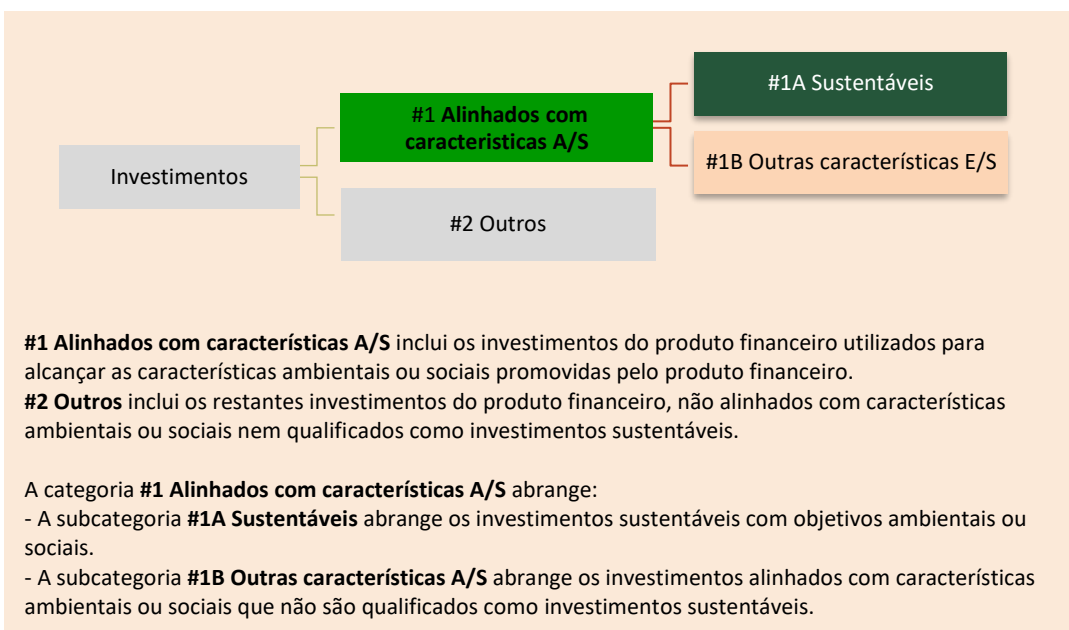 #1A Sustentáveis
#1 Alinhados com
caracteristicas A/S
#1B Outras características E/S
Investimentos
#2 Outros
#1 Alinhados com características A/S inclui os investimentos do produto financeiro utilizados para
alcançar as características ambientais ou sociais promovidas pelo produto financeiro.
#2 Outros inclui os restantes investimentos do produto financeiro, não alinhados com características
ambientais ou sociais nem qualificados como investimentos sustentáveis.
A categoria #1 Alinhados com características A/S abrange:
- A subcategoria #1A Sustentáveis abrange os investimentos sustentáveis com objetivos ambientais ou
sociais.
- A subcategoria #1B Outras características A/S abrange os investimentos alinhados com características
ambientais ou sociais que não são qualificados como investimentos sustentáveis.